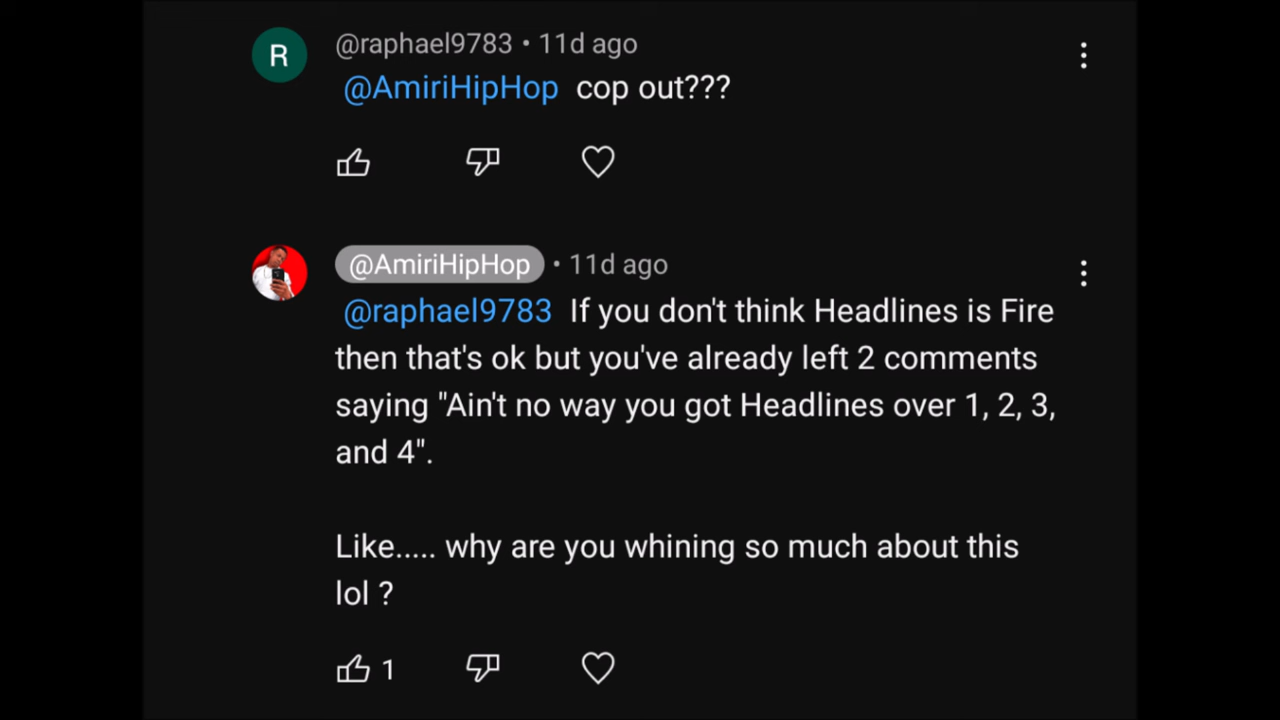 R
@raphael9783 • 11d ago
@AmiriHipHop cop out???
@AmiriHipHop • 11d ago
@raphael9783 If you don't think Headlines is Fire
then that's ok but you've already left 2 comments
saying "Ain't no way you got Headlines over 1, 2, 3,
and 4".
Like..... why are you whining so much about this
lol ?
1